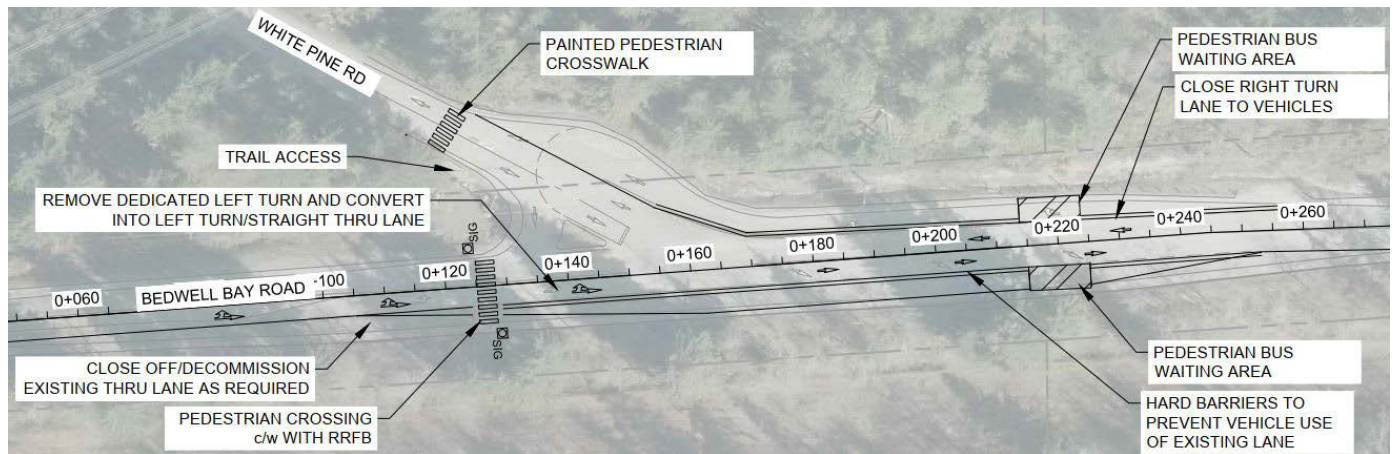 WHITE PINE RD
PAINTED PEDESTRIAN
CROSSWALK
PEDESTRIAN BUS
WAITING AREA
CLOSE RIGHT TURN
LANE TO VEHICLES
TRAIL ACCESS
REMOVE DEDICATED LEFT TURN AND CONVERT
INTO LEFT TURN/STRAIGHT THRU LANE
SIG
0+060
-100
0+120
0+140
0+160
0+180
0+200
0+220
0+240
0+260
BEDWELL BAY ROAD
SIG
CLOSE OFF/DECOMMISSION
EXISTING THRU LANE AS REQUIRED
PEDESTRIAN CROSSING
c/w WITH RRFB
PEDESTRIAN BUS
WAITING AREA
HARD BARRIERS TO
PREVENT VEHICLE USE
OF EXISTING LANE